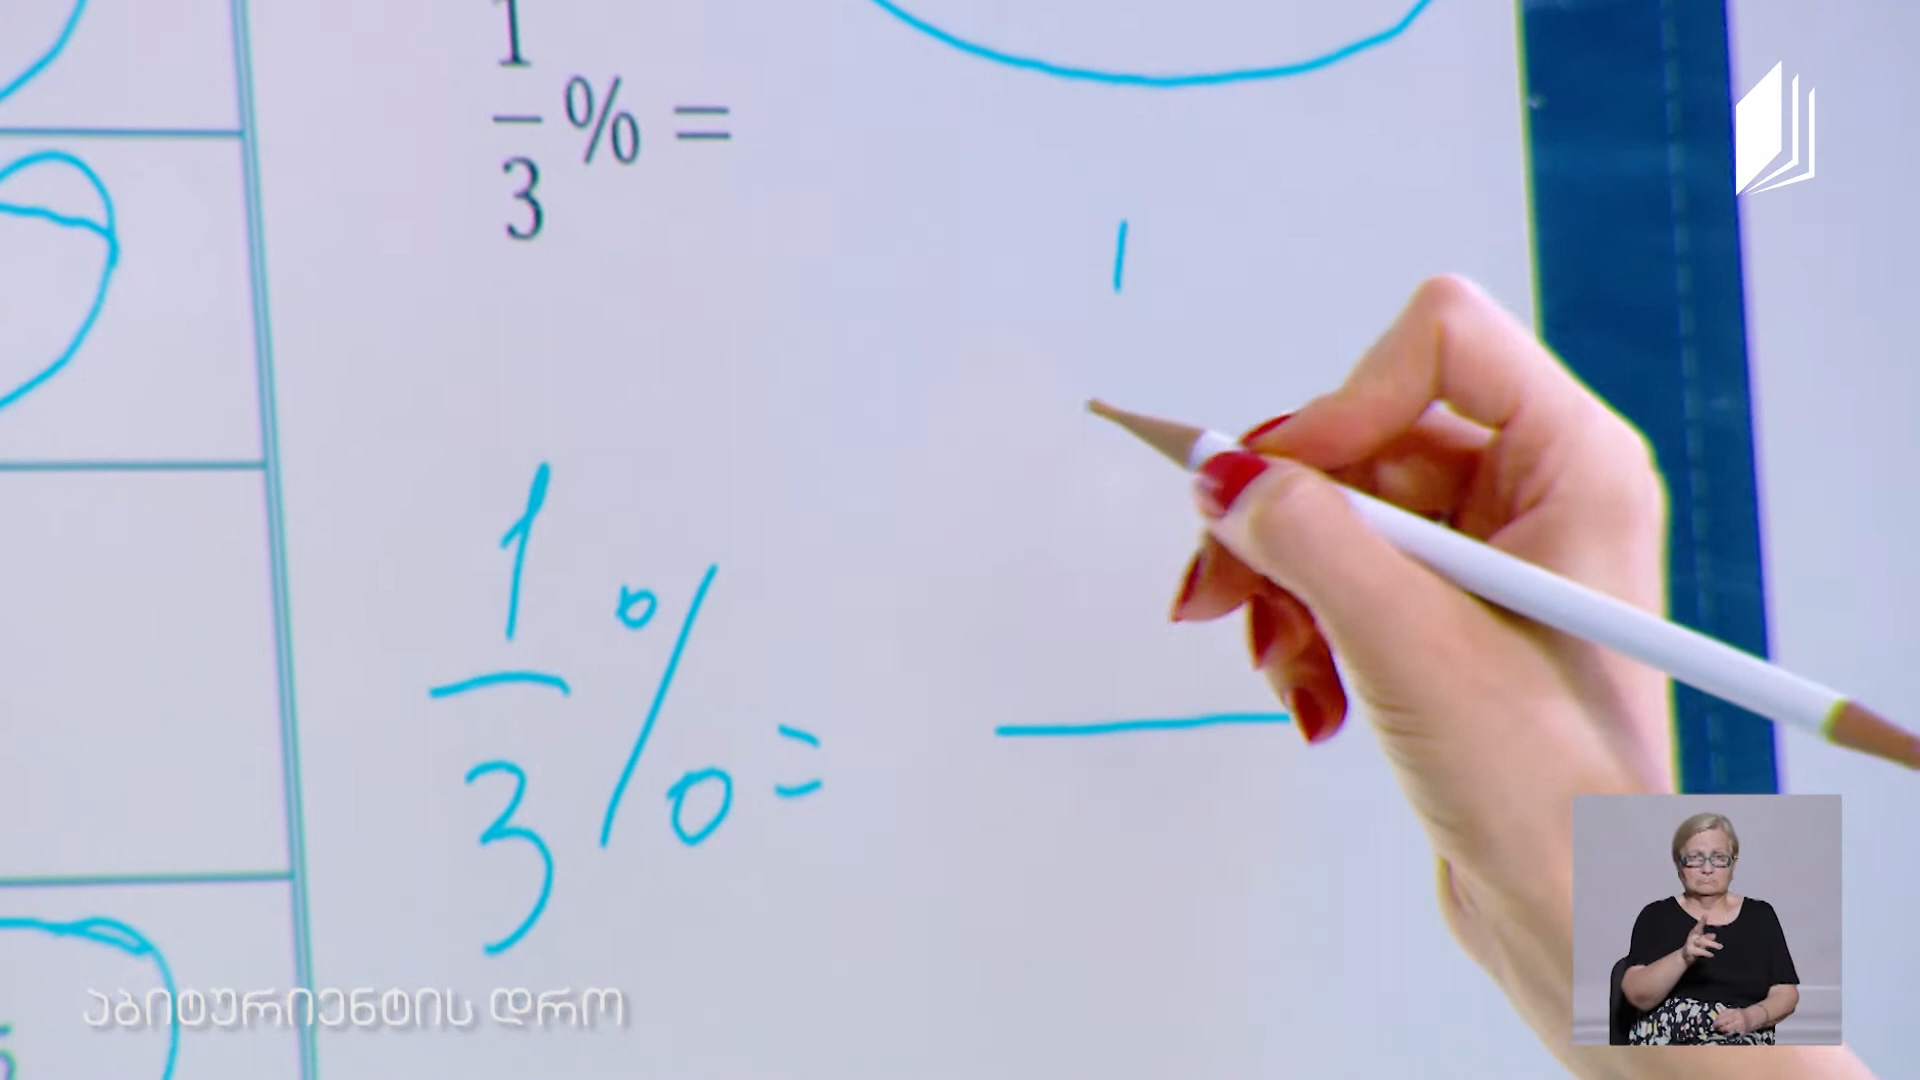 1/3 % =
1
1/3 % =
აბიტურიენტის დრო